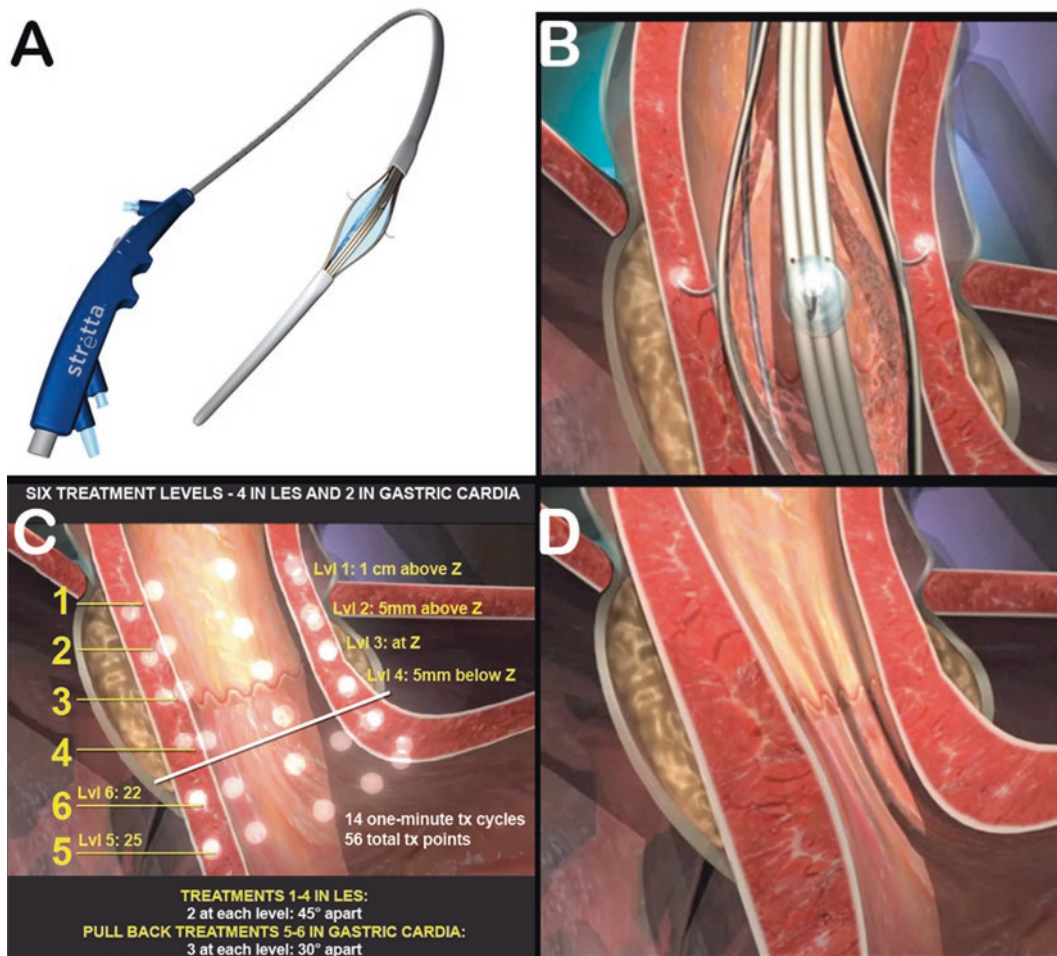 A
strētta
B
SIX TREATMENT LEVELS - 4 IN LES AND 2 IN GASTRIC CARDIA
C
Lvl 1: 1 cm above Z
1
Lvl 2: 5mm above Z
2
Lvl 3: at Z
Lvl 4: 5mm below Z
3
4
Lvl 6: 22
6
14 one-minute tx cycles
56 total tx points
Lvl 5: 25
5
TREATMENTS 1-4 IN LES:
2 at each level: 45° apart
PULL BACK TREATMENTS 5-6 IN GASTRIC CARDIA:
3 at each level: 30° apart
D